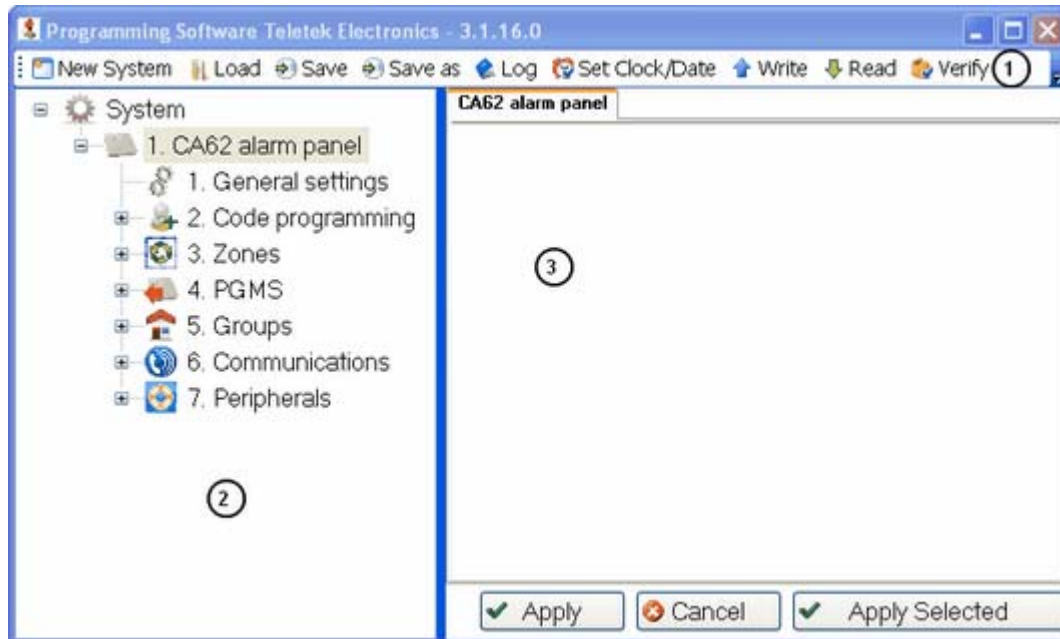 Programming Software Teletek Electronics - 3.1.16.0
New System Load Save Save as Log Set Clock/Date Write Read Verify 1
System
1. CA62 alarm panel
1. General settings
2. Code programming
3. Zones
4. PGMS
5. Groups
6. Communications
7. Peripherals
2
CA62 alarm panel
3
Apply Cancel Apply Selected